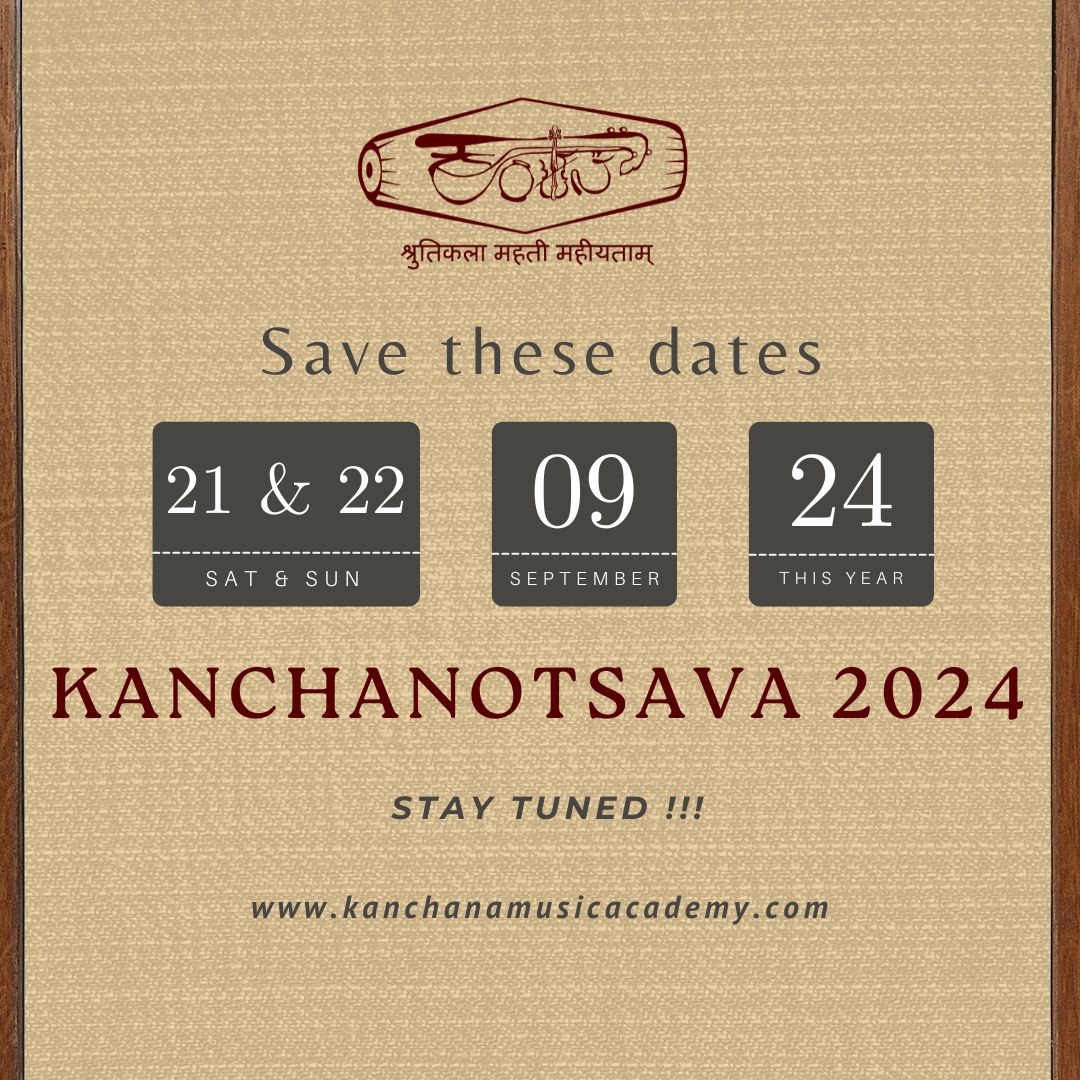 श्रुतिकला महती महीयताम्
Save these dates
21 & 22
SAT & SUN
09
SEPTEMBER
24
THIS YEAR
KANCHANOTSAVA 2024
STAY TUNED !!!
www.kanchanamusicacademy.com